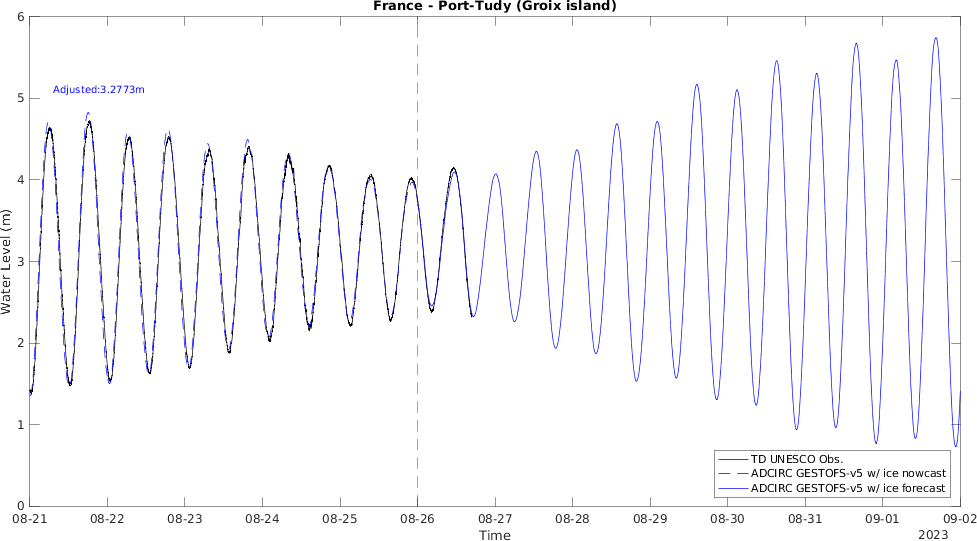 France - Port-Tudy (Groix island)
6
5
4
3
2
1
0
Water Level (m)
Adjusted:3.2773m
TD UNESCO Obs.
ADCIRC GESTOFS-v5 w/ ice nowcast
ADCIRC GESTOFS-v5 w/ ice forecast
08-21 08-22 08-23 08-24 08-25 08-26 08-27 08-28 08-29 08-30 08-31 09-01 09-02
Time
2023